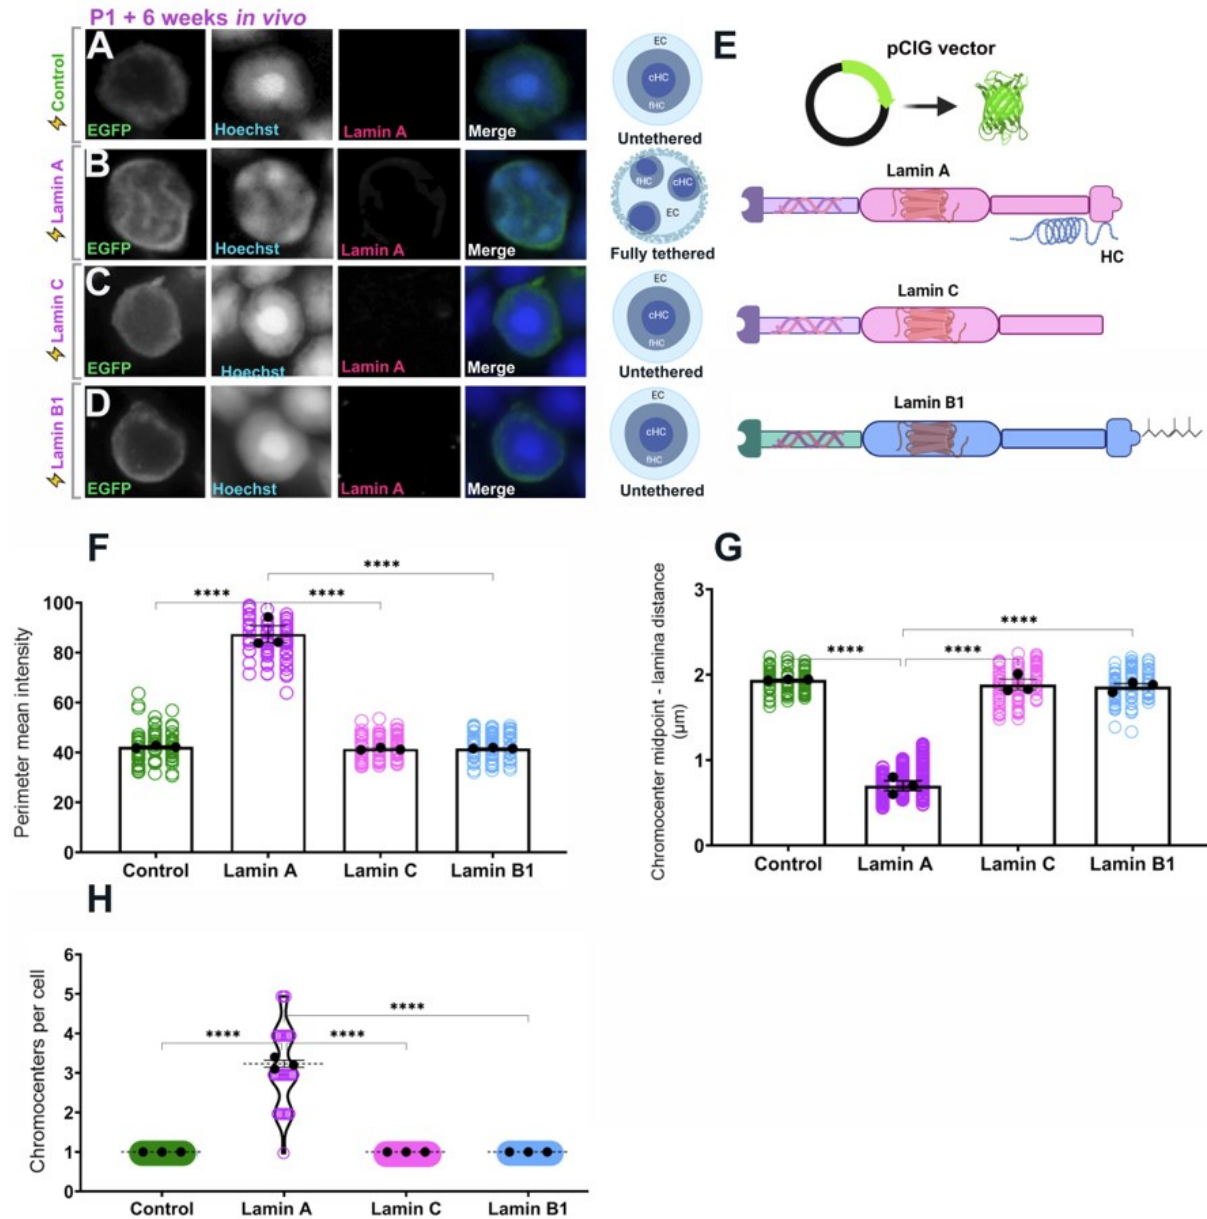 P1 + 6 weeks in vivo
A
Control
EGFP
Hoechst
Lamin A
Merge
EC
cHC
fHC
Untethered
B
Lamin A
EGFP
Hoechst
Lamin A
Merge
fHC
cHC
EC
Fully tethered
C
Lamin C
EGFP
Hoechst
Lamin A
Merge
EC
cHC
fHC
Untethered
D
Lamin B1
EGFP
Hoechst
Lamin A
Merge
EC
cHC
fHC
Untethered
E
pCIG vector
Lamin A
HC
Lamin C
Lamin B1
F
Perimeter mean intensity
100
80
60
40
20
0
****
****
****
Control Lamin A Lamin C Lamin B1
G
Chromocenter midpoint - lamina distance
(µm)
3
2
1
0
****
****
****
Control Lamin A Lamin C Lamin B1
H
Chromocenters per cell
6
5
4
3
2
1
0
****
****
****
Control Lamin A Lamin C Lamin B1